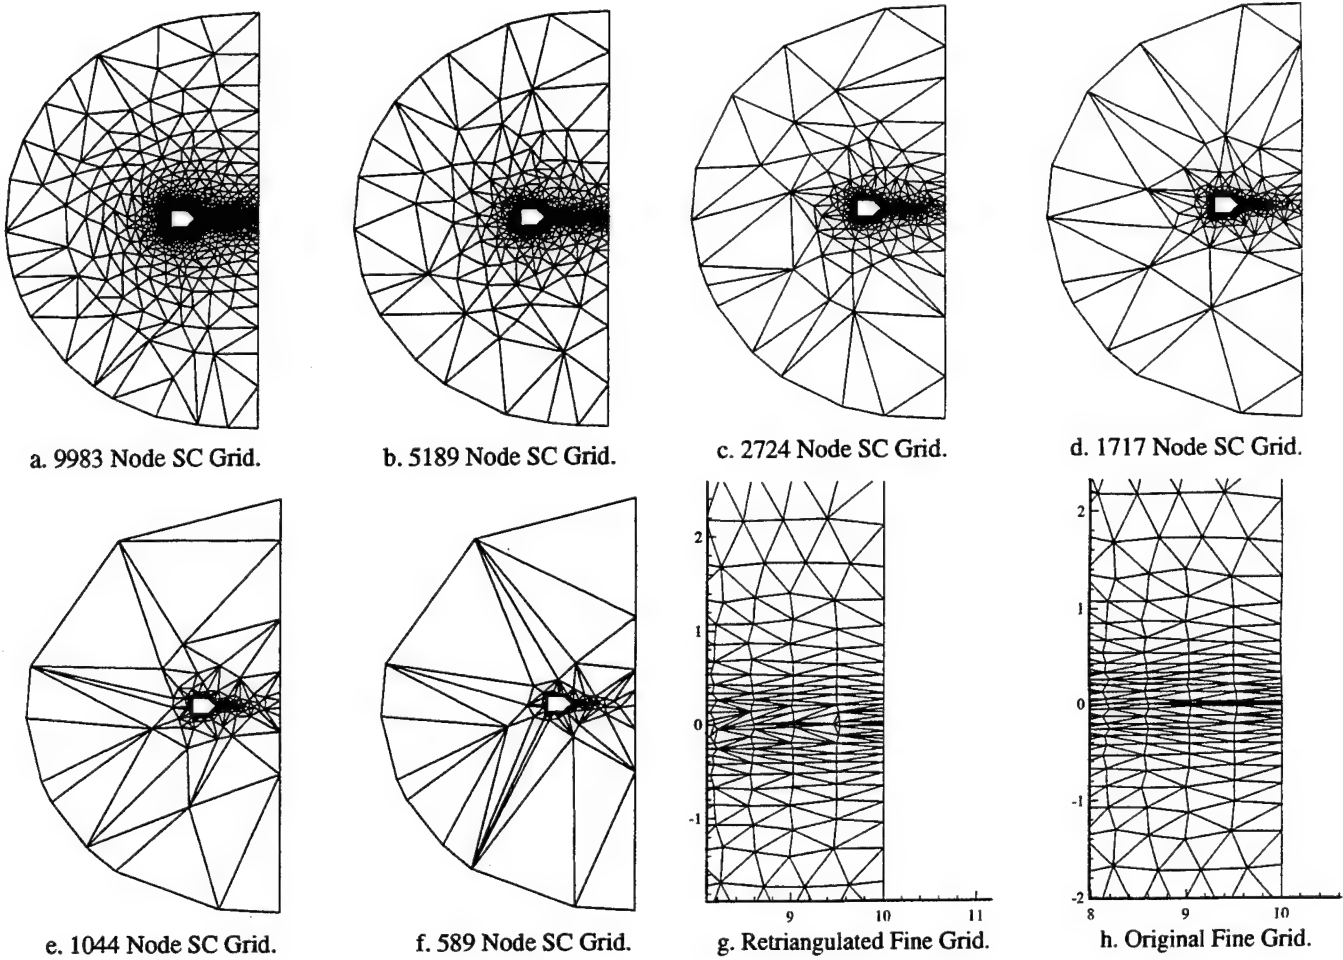 a. 9983 Node SC Grid.
b. 5189 Node SC Grid.
c. 2724 Node SC Grid.
d. 1717 Node SC Grid.
2
1
0
-1
9 10 11
2
1
0
-1
-2
8 9 10
e. 1044 Node SC Grid.
f. 589 Node SC Grid.
g. Retriangulated Fine Grid.
h. Original Fine Grid.